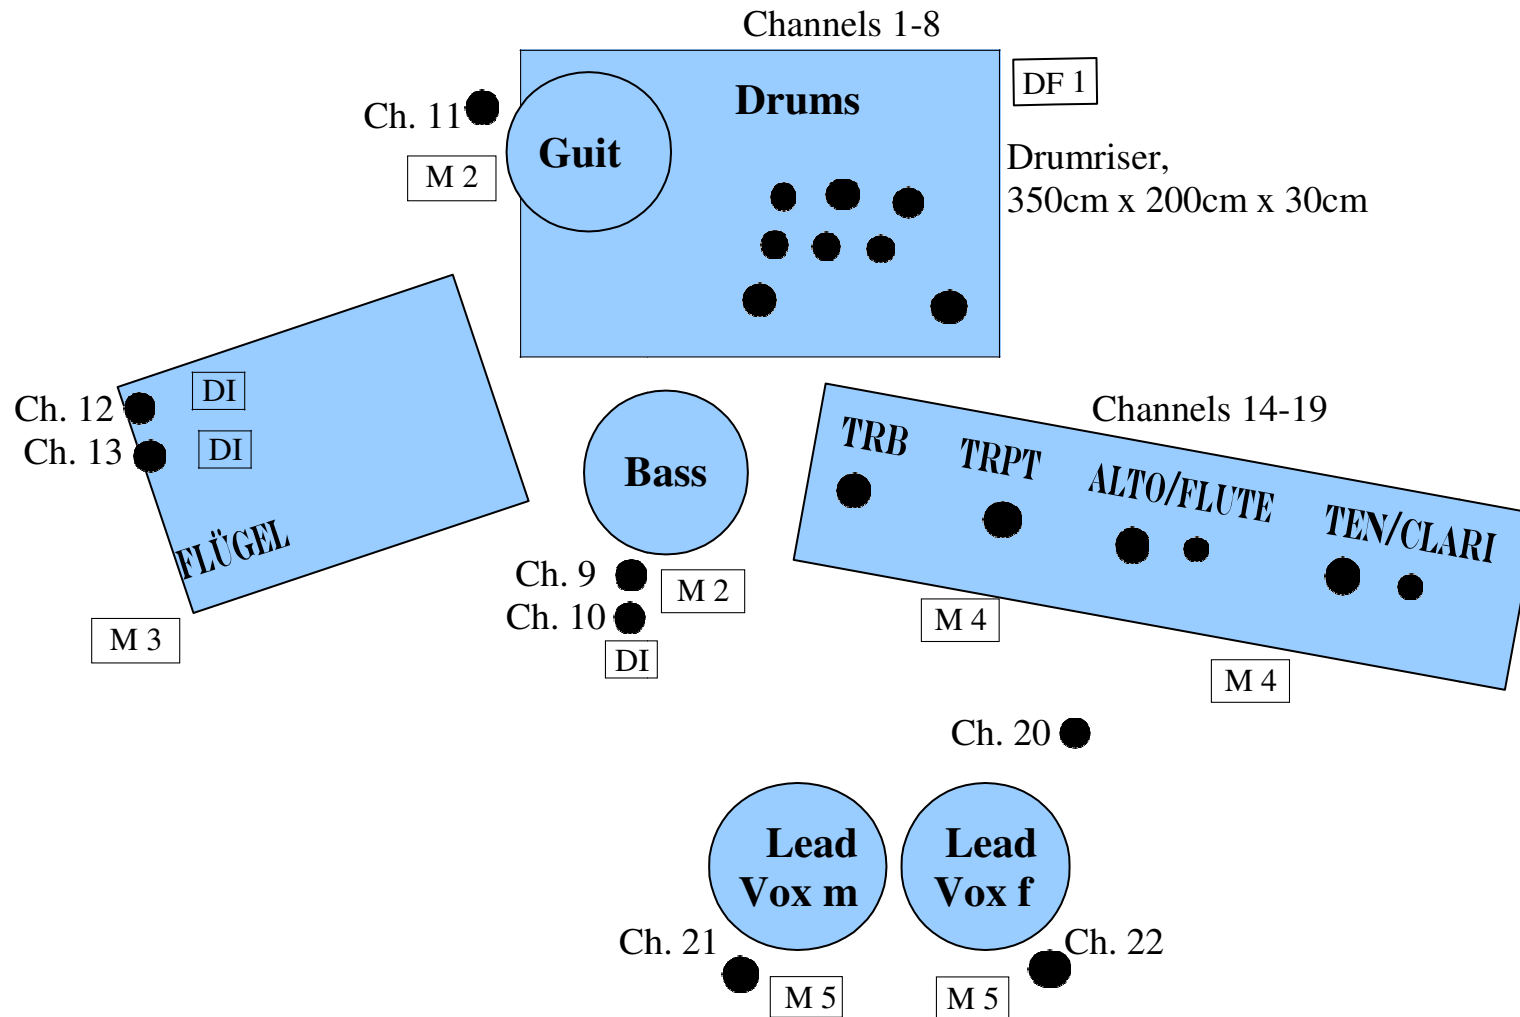 Channels 1-8
DF 1
Drums
Ch. 11
Guit
M 2
Drumriser,
350cm x 200cm x 30cm
DI
Ch. 12
Ch. 13
DI
FLÜGEL
M 3
Bass
Ch. 9
M 2
Ch. 10
DI
Channels 14-19
TRB
TRPT
ALTO/FLUTE
TEN/CLARI
M 4
M 4
Ch. 20
Lead
Vox m
Lead
Vox f
Ch. 21
Ch. 22
M 5
M 5